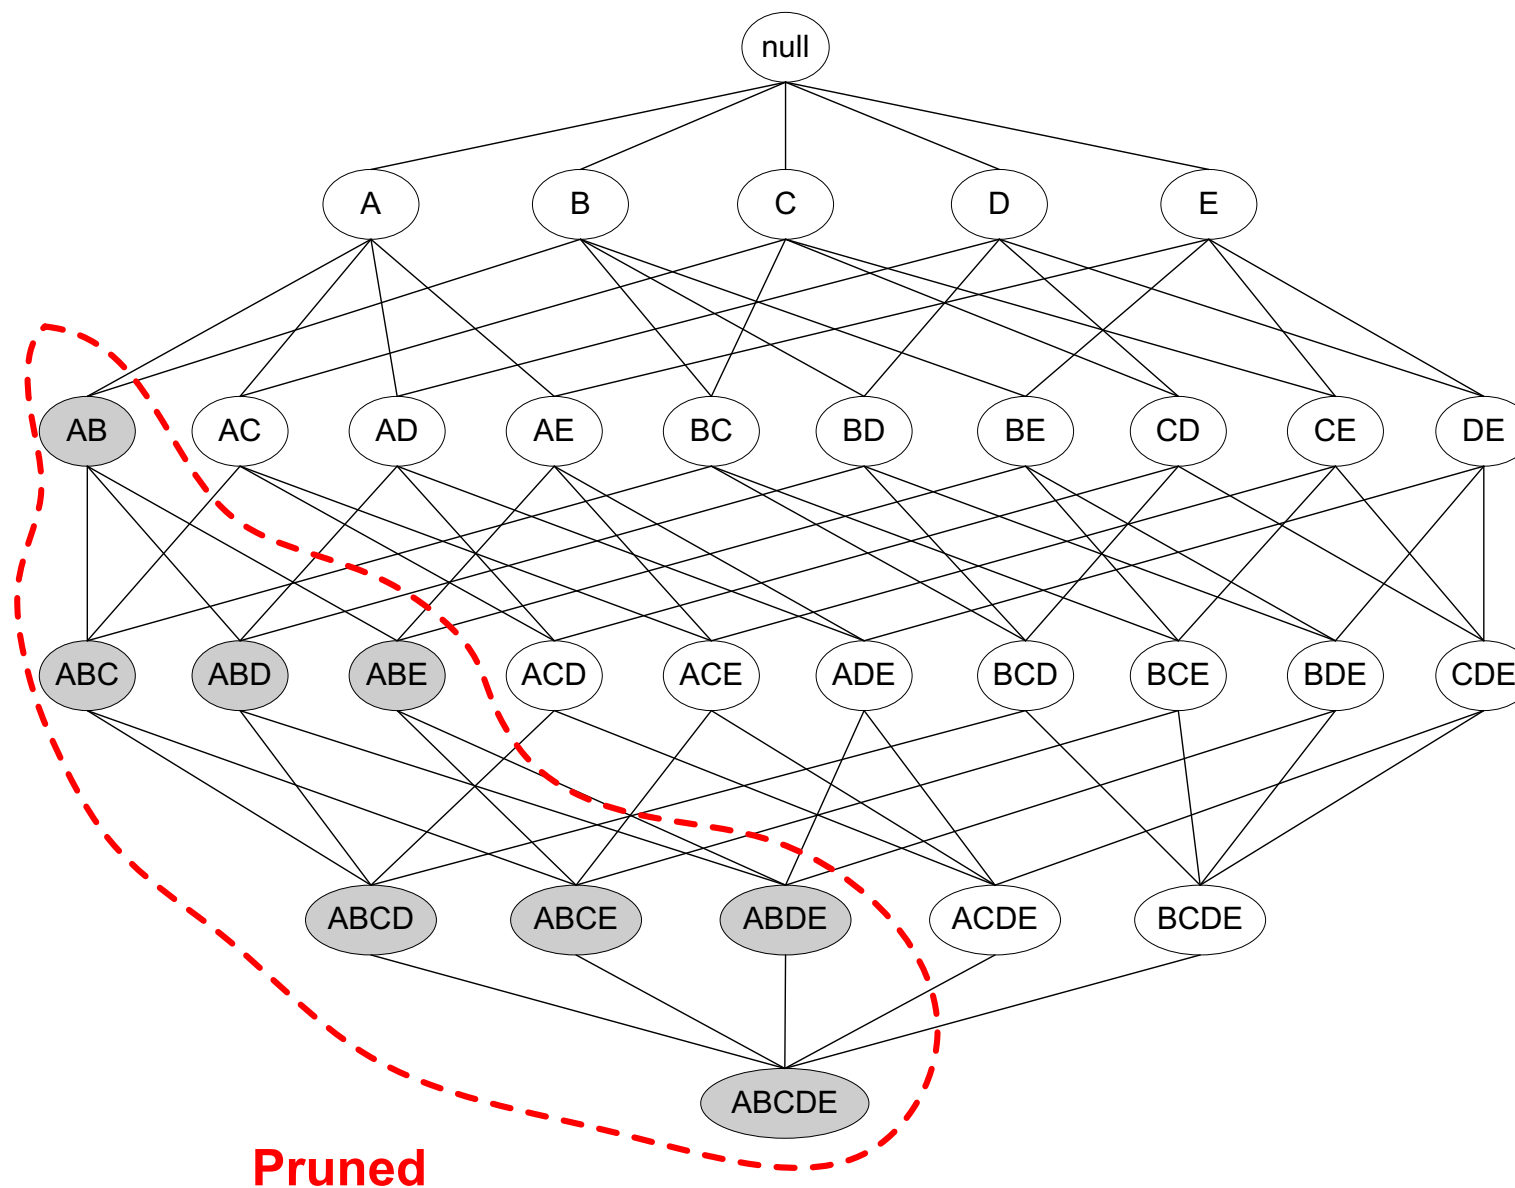 null
A B C D E
AB AC AD AE BC BD BE CD CE DE
ABC ABD ABE ACD ACE ADE BCD BCE BDE CDE
ABCD ABCE ABDE ACDE BCDE
ABCDE
Pruned